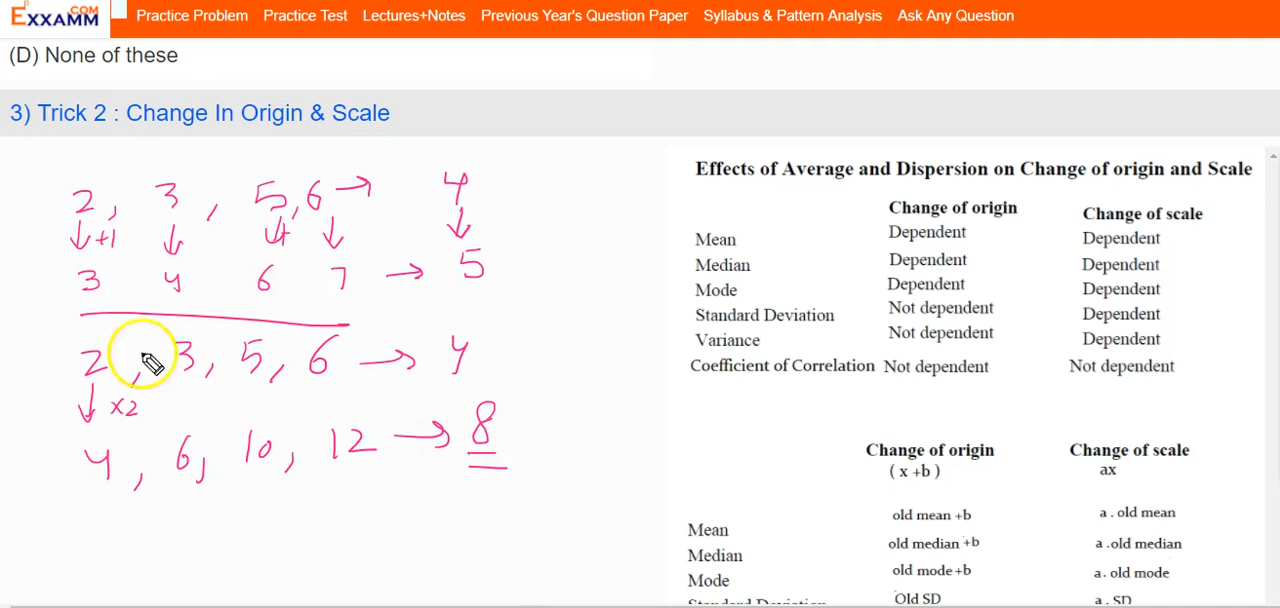 EXXAMM .COM Practice Problem Practice Test Lectures+Notes Previous Year's Question Paper Syllabus & Pattern Analysis Ask Any Question
(D) None of these
3) Trick 2 : Change In Origin & Scale
2, 3, 5, 6 → 4
↓+1 ↓ ↓ ↓ ↓
3 4 6 7 → 5
2, 3, 5, 6 → 4
↓ x2
4, 6, 10, 12 → 8
Effects of Average and Dispersion on Change of origin and Scale
Change of origin Change of scale
Mean Dependent Dependent
Median Dependent Dependent
Mode Dependent Dependent
Standard Deviation Not dependent Dependent
Variance Not dependent Dependent
Coefficient of Correlation Not dependent Not dependent
Change of origin Change of scale
( x +b ) ax
Mean old mean +b a . old mean
Median old median +b a .old median
Mode old mode+b a. old mode
Standard Deviation Old SD a . SD